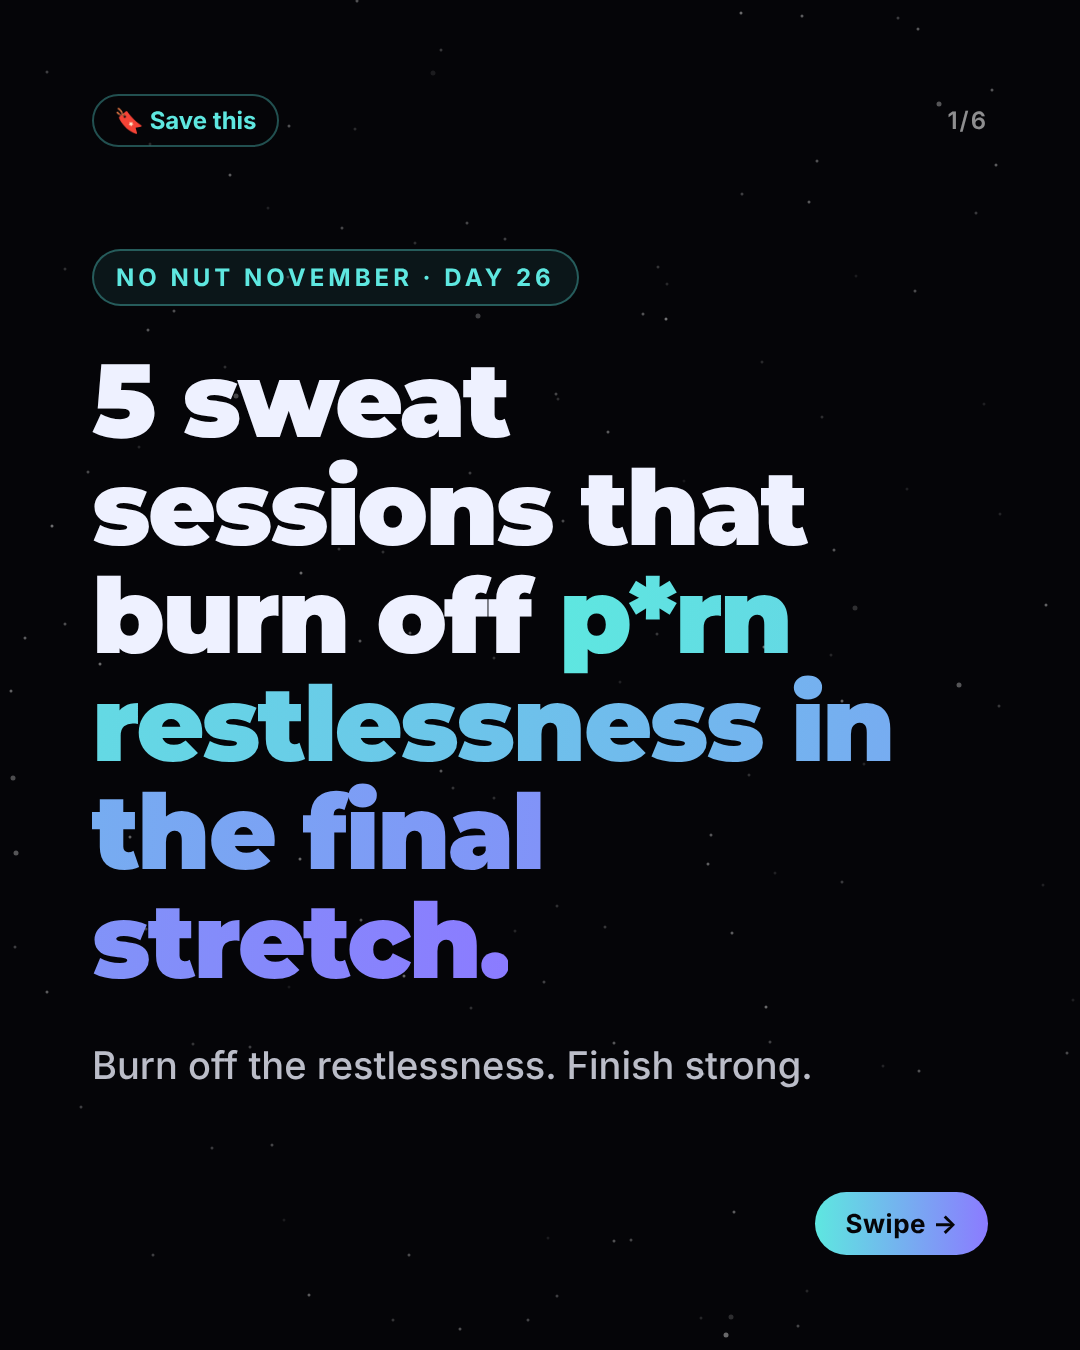 🔖 Save this
1/6
NO NUT NOVEMBER · DAY 26
5 sweat
sessions that
burn off p*rn
restlessness in
the final
stretch.
Burn off the restlessness. Finish strong.
Swipe →